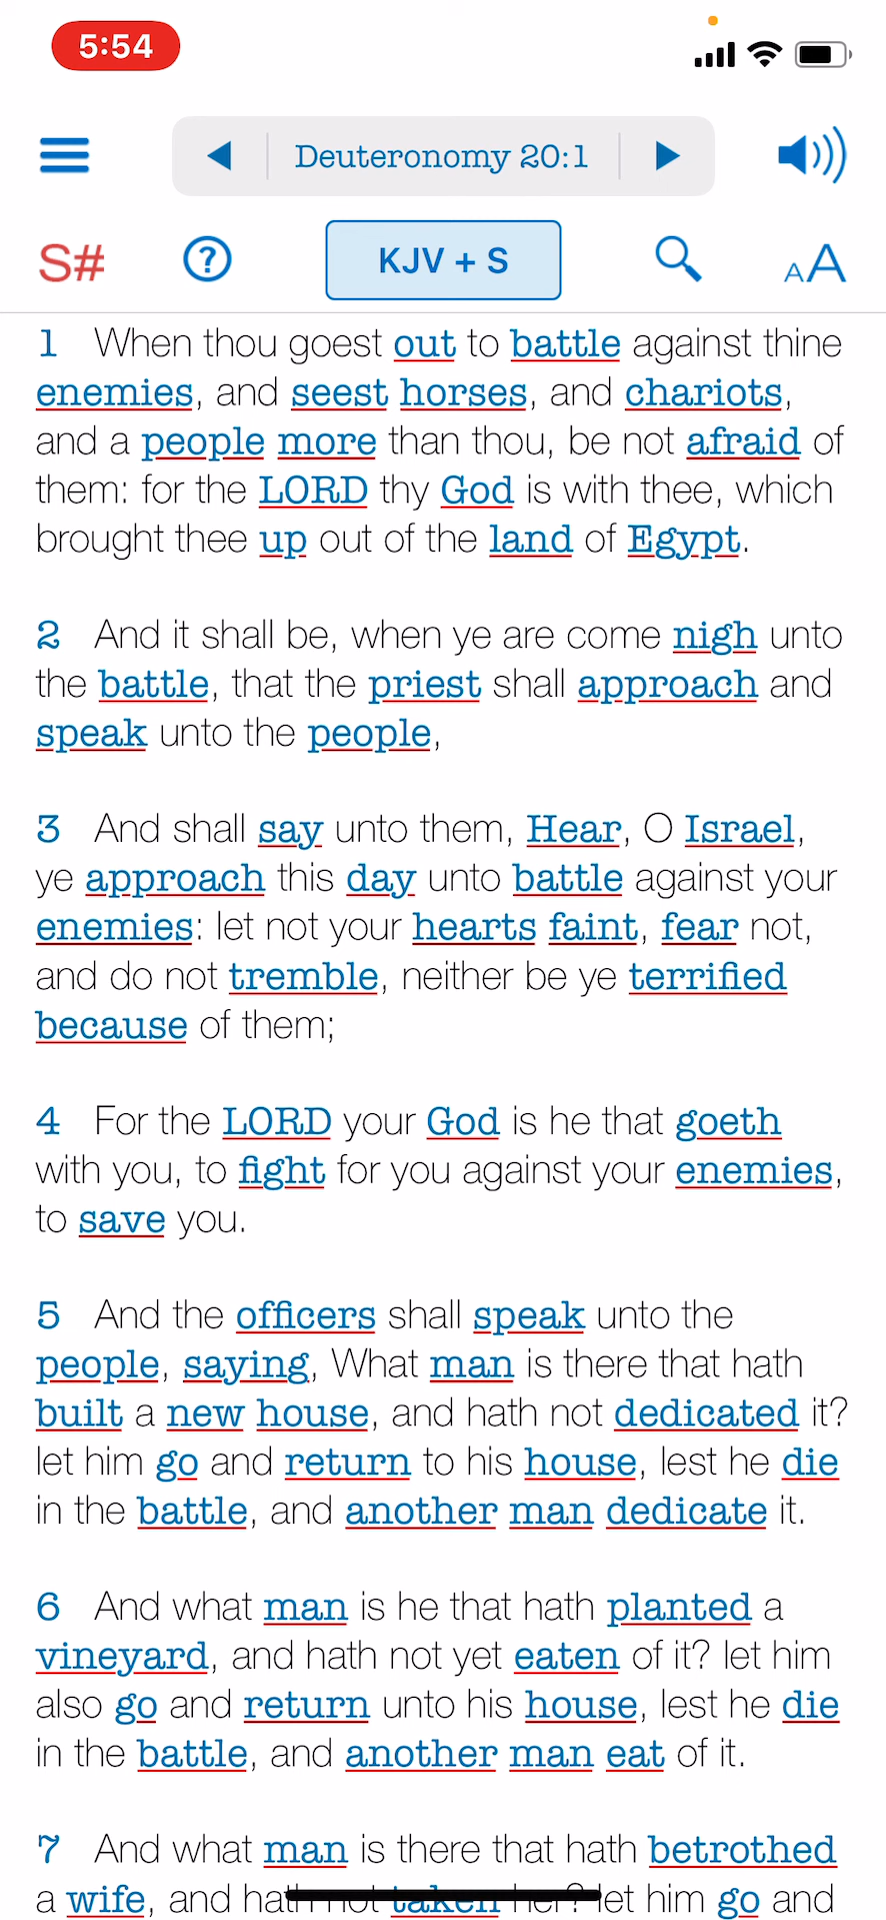 5:54
Deuteronomy 20:1
S# ? KJV + S AA
1 When thou goest out to battle against thine
enemies, and seest horses, and chariots,
and a people more than thou, be not afraid of
them: for the LORD thy God is with thee, which
brought thee up out of the land of Egypt.
2 And it shall be, when ye are come nigh unto
the battle, that the priest shall approach and
speak unto the people,
3 And shall say unto them, Hear, O Israel,
ye approach this day unto battle against your
enemies: let not your hearts faint, fear not,
and do not tremble, neither be ye terrified
because of them;
4 For the LORD your God is he that goeth
with you, to fight for you against your enemies,
to save you.
5 And the officers shall speak unto the
people, saying, What man is there that hath
built a new house, and hath not dedicated it?
let him go and return to his house, lest he die
in the battle, and another man dedicate it.
6 And what man is he that hath planted a
vineyard, and hath not yet eaten of it? let him
also go and return unto his house, lest he die
in the battle, and another man eat of it.
7 And what man is there that hath betrothed
a wife, and hath not taken her? let him go and